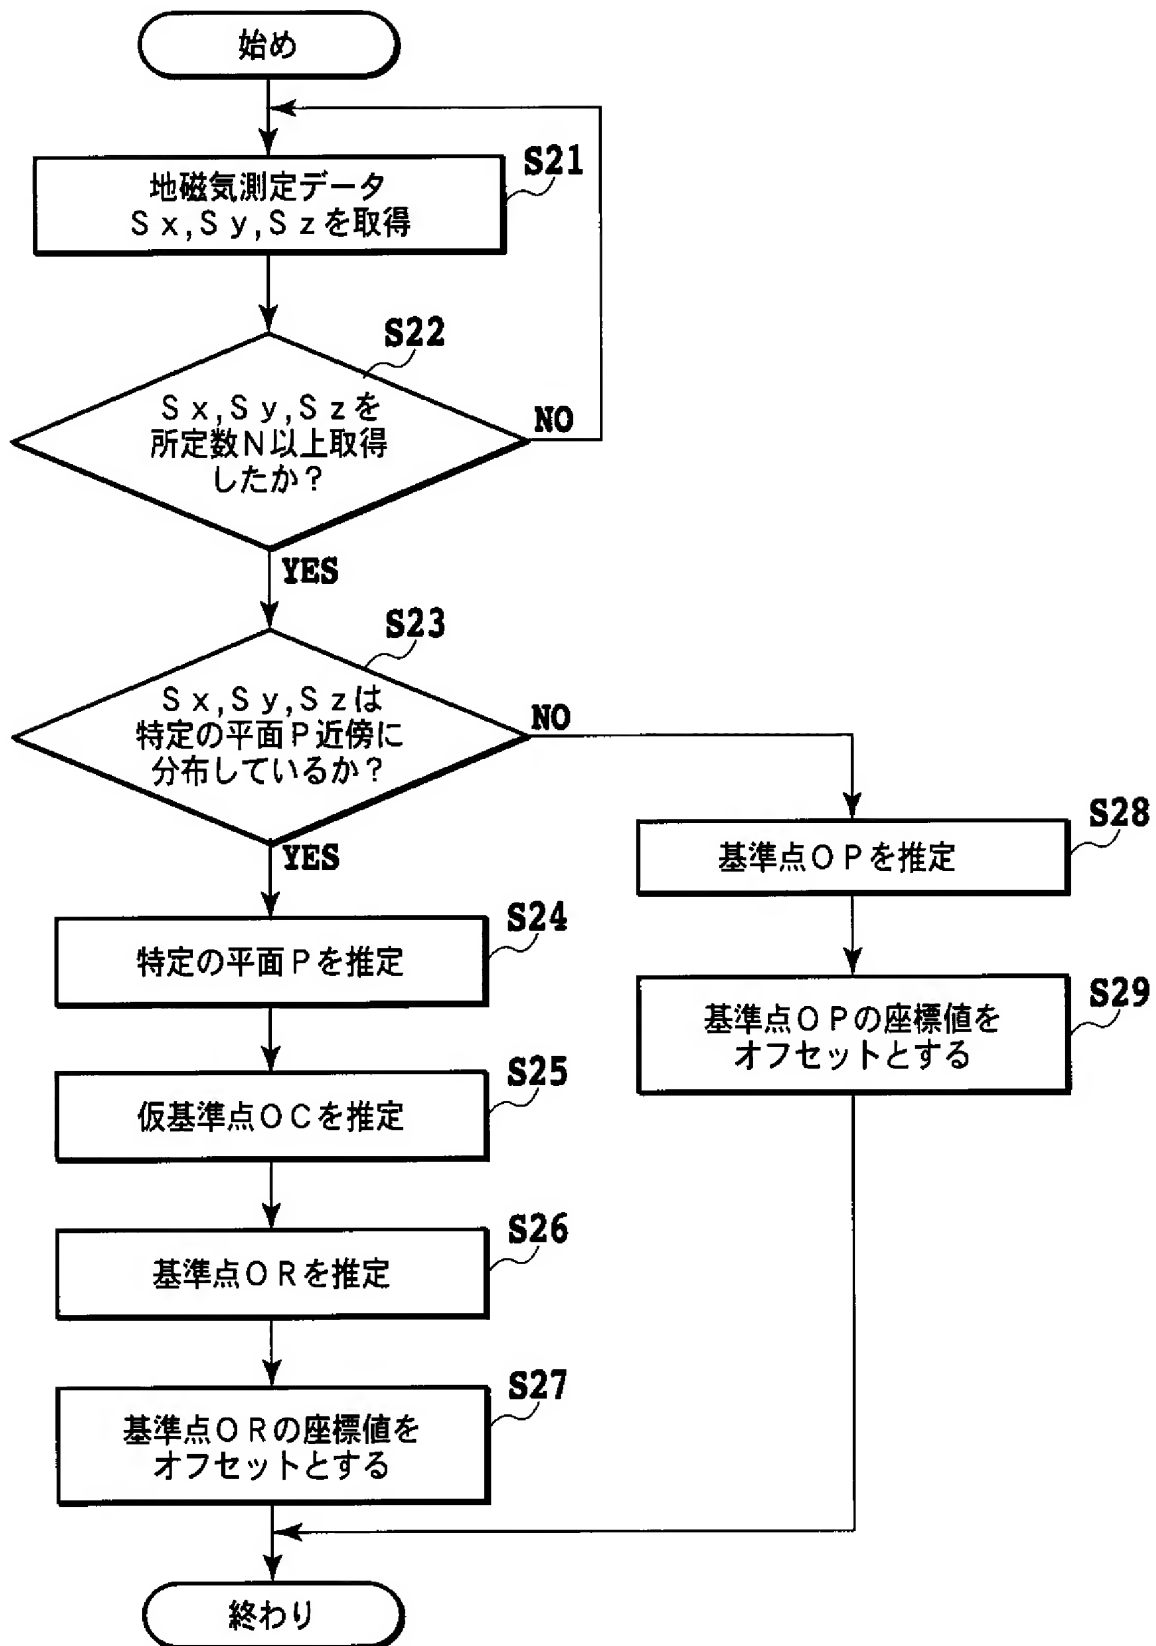 始め
S21
地磁気測定データ
Ｓｘ,Ｓｙ,Ｓｚを取得
S22
Ｓｘ,Ｓｙ,Ｓｚを
所定数Ｎ以上取得
したか？
NO
YES
S23
Ｓｘ,Ｓｙ,Ｓｚは
特定の平面Ｐ近傍に
分布しているか？
NO
YES
S24
特定の平面Ｐを推定
S25
仮基準点ＯＣを推定
S26
基準点ＯＲを推定
S27
基準点ＯＲの座標値を
オフセットとする
S28
基準点ＯＰを推定
S29
基準点ＯＰの座標値を
オフセットとする
終わり